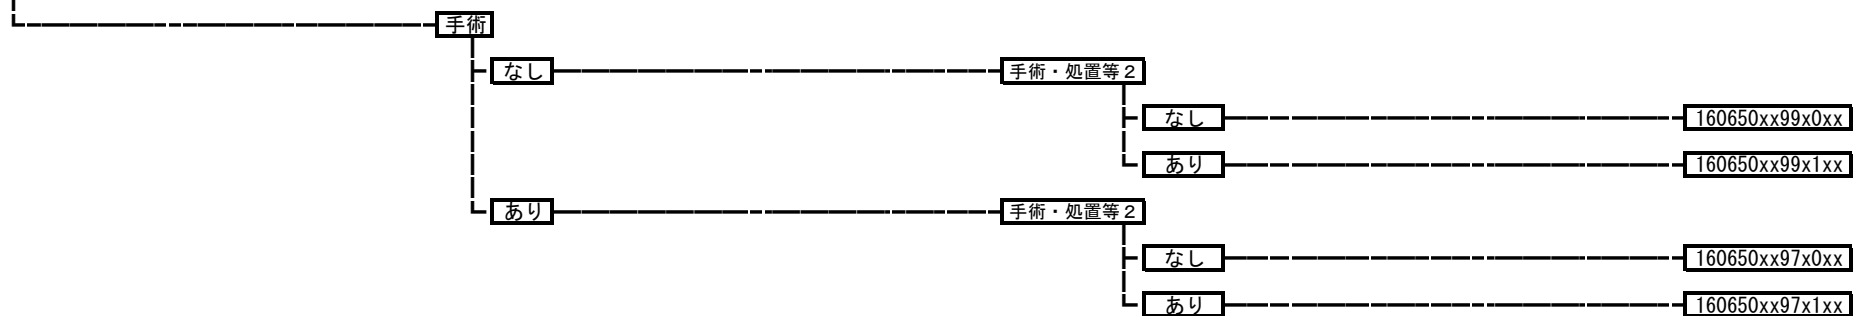 手術
なし 手術・処置等２
なし 160650xx99x0xx
あり 160650xx99x1xx
あり 手術・処置等２
なし 160650xx97x0xx
あり 160650xx97x1xx